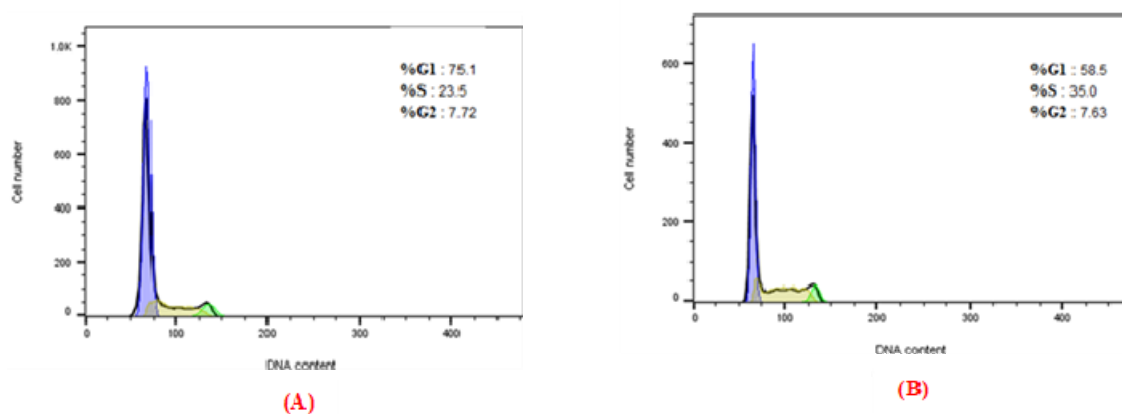 1.0K
800
600
400
200
0
Cell number
%G1 : 75.1
%S : 23.5
%G2 : 7.72
0 100 200 300 400
DNA content
(A)
600
400
200
0
Cell number
%G1 : 58.5
%S : 35.0
%G2 : 7.63
0 100 200 300 400
DNA content
(B)